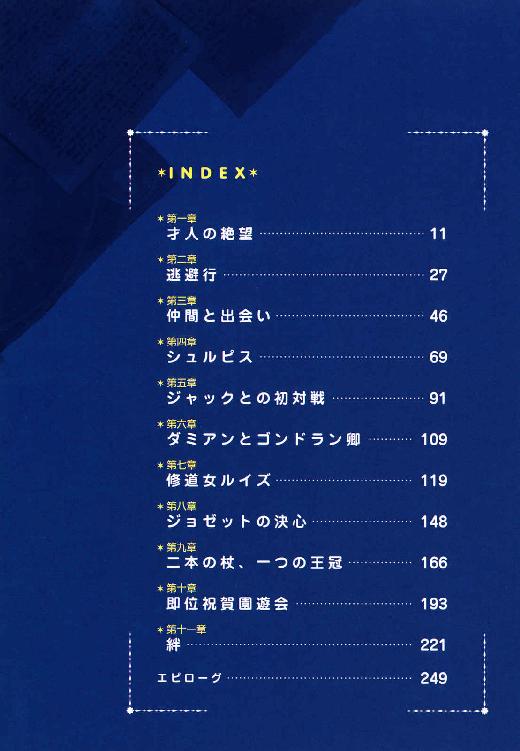 *INDEX*
*第一章
才人の絶望 11
*第二章
逃避行 27
*第三章
仲間と出会い 46
*第四章
シュルピス 69
*第五章
ジャックとの初対戦 91
*第六章
ダミアンとゴンドラン卿 109
*第七章
修道女ルイズ 119
*第八章
ジョゼットの決心 148
*第九章
二本の杖、一つの王冠 166
*第十章
即位祝賀園遊会 193
*第十一章
絆 221
エピローグ 249